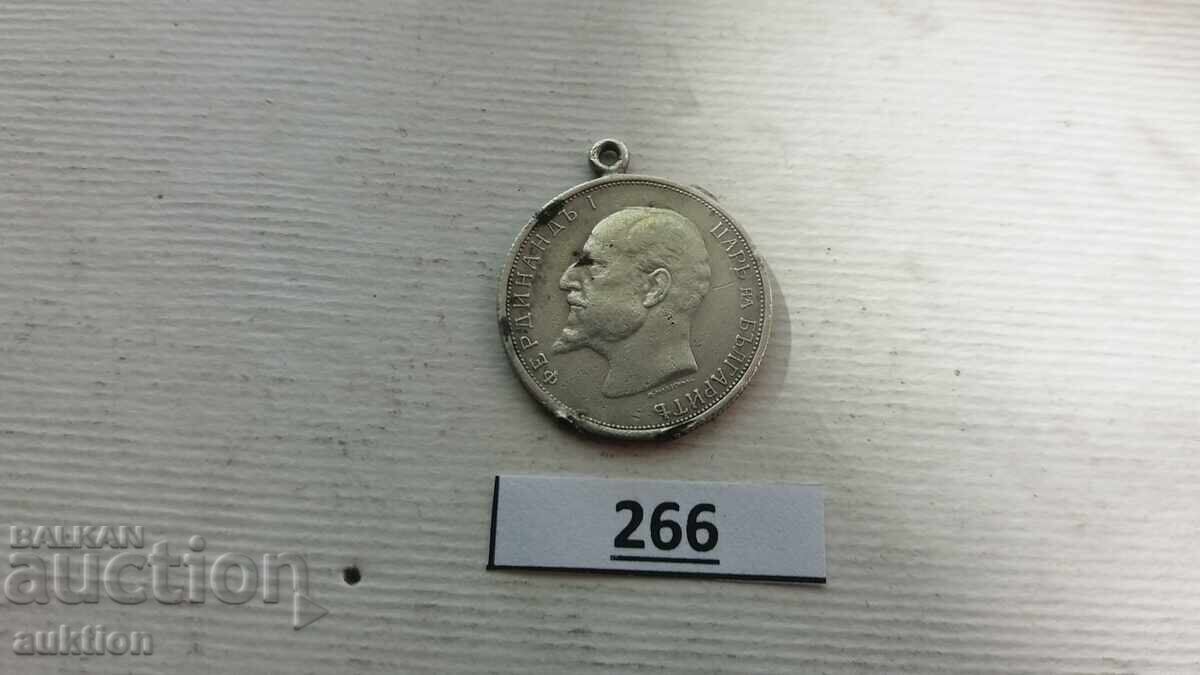 ФЕРДИНАНДЪ I
ЦАРЬ НА БЪЛГАРИТѢ
266
BALKAN
auction
auktion